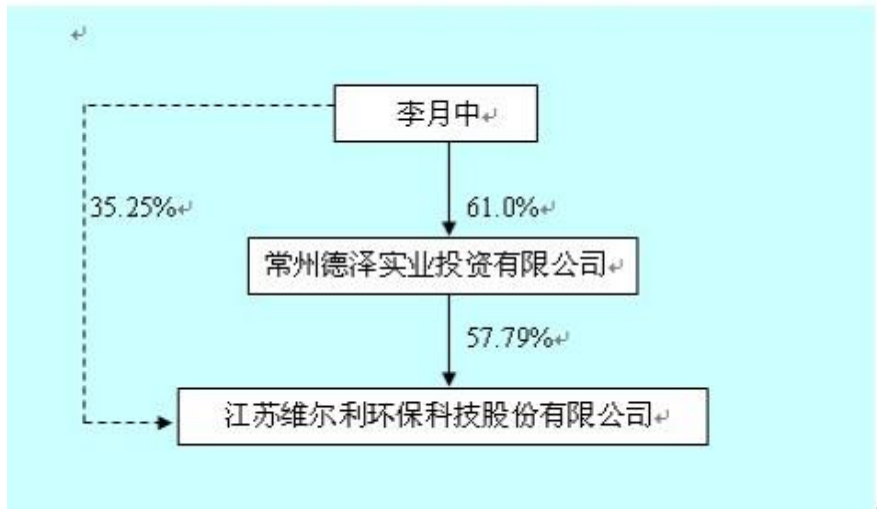 李月中
35.25%
61.0%
常州德泽实业投资有限公司
57.79%
江苏维尔利环保科技股份有限公司